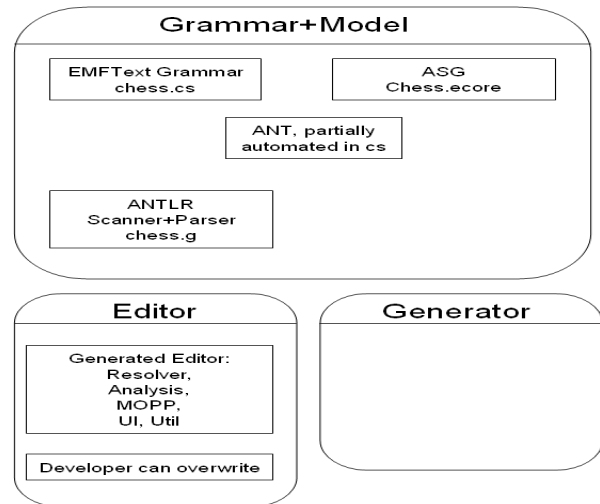 Grammar+Model
EMFText Grammar
chess.cs
ASG
Chess.ecore
ANT, partially
automated in cs
ANTLR
Scanner+Parser
chess.g
Editor
Generated Editor:
Resolver,
Analysis,
MOPP,
UI, Util
Developer can overwrite
Generator